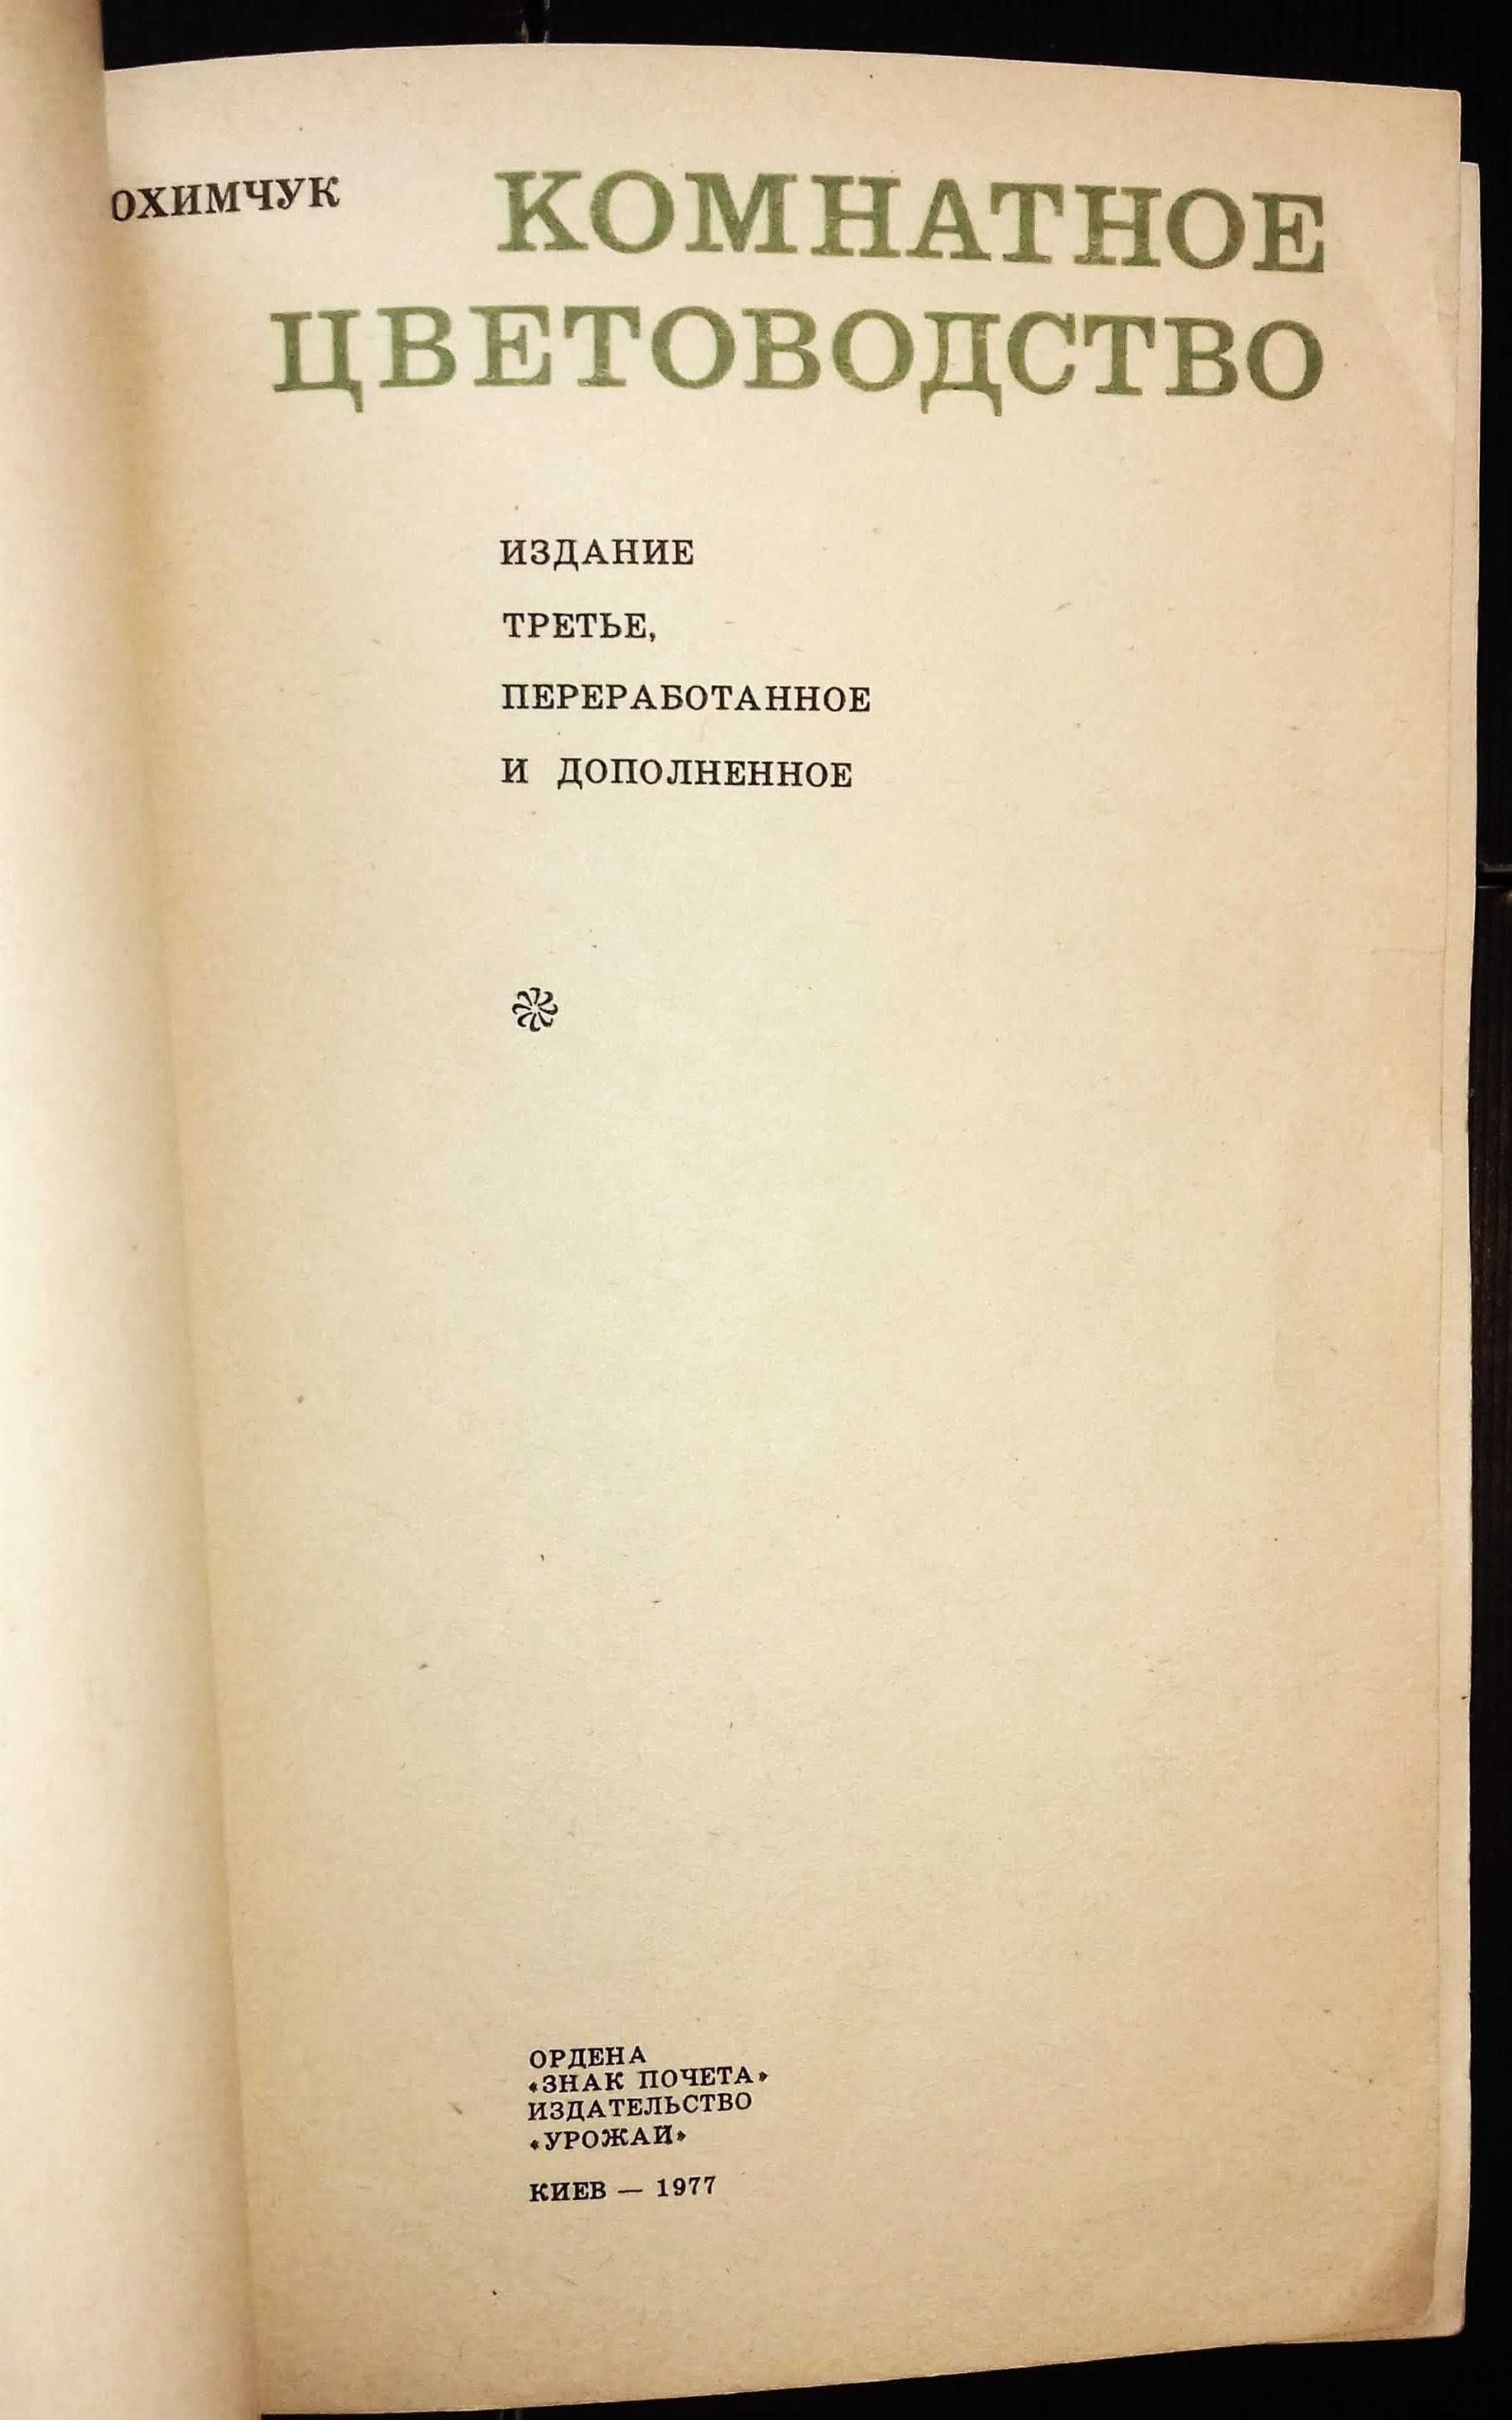 ОХИМЧУК
КОМНАТНОЕ
ЦВЕТОВОДСТВО
ИЗДАНИЕ
ТРЕТЬЕ,
ПЕРЕРАБОТАННОЕ
И ДОПОЛНЕННОЕ
ОРДЕНА
«ЗНАК ПОЧЕТА»
ИЗДАТЕЛЬСТВО
«УРОЖАЙ»
КИЕВ — 1977